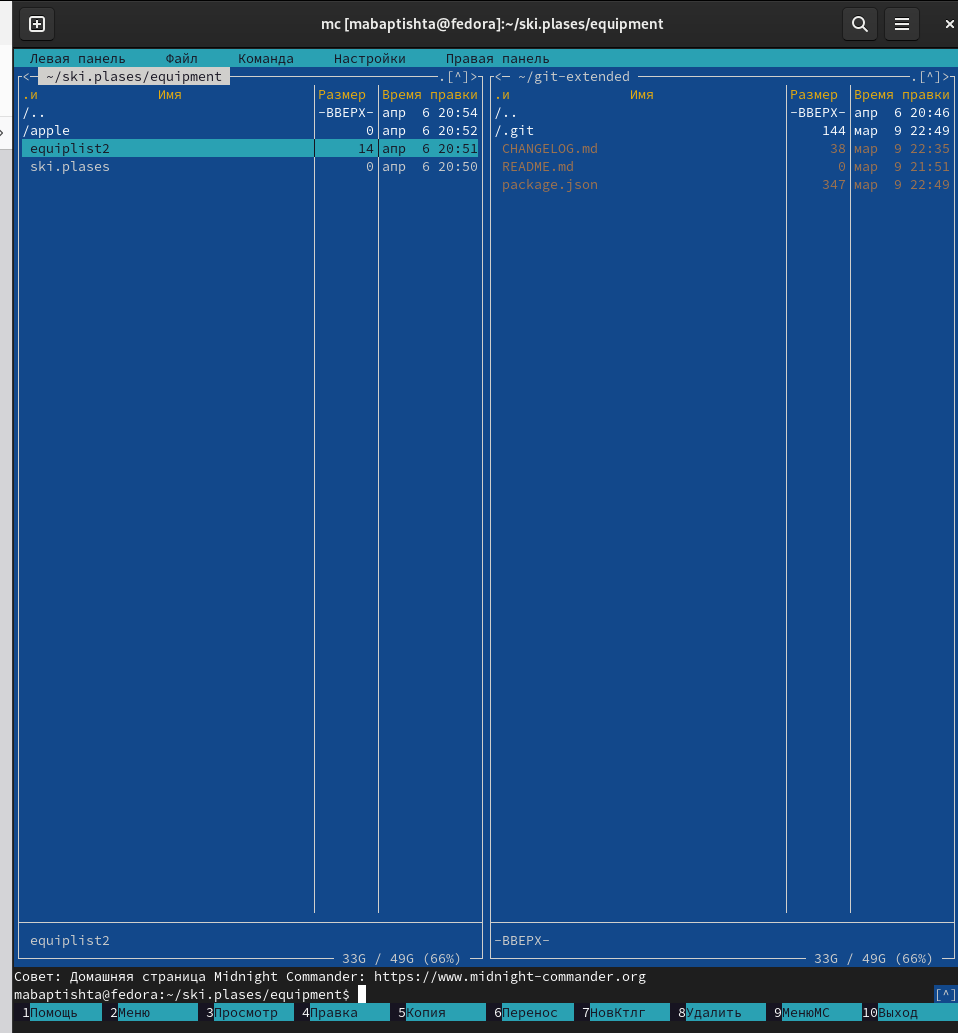 mc [mabaptishta@fedora]:~/ski.plases/equipment
Левая панель Файл Команда Настройки Правая панель
<─ ~/ski.plases/equipment .[^]>
.и Имя Размер Время правки
/.. -ВВЕРХ- апр 6 20:54
/apple 0 апр 6 20:52
equiplist2 14 апр 6 20:51
ski.plases 0 апр 6 20:50
equiplist2
33G / 49G (66%)
<─ ~/git-extended .[^]>
.и Имя Размер Время правки
/.. -ВВЕРХ- апр 6 20:46
/.git 144 мар 9 22:49
CHANGELOG.md 38 мар 9 22:35
README.md 0 мар 9 21:51
package.json 347 мар 9 22:49
-ВВЕРХ-
33G / 49G (66%)
Совет: Домашняя страница Midnight Commander: https://www.midnight-commander.org
mabaptishta@fedora:~/ski.plases/equipment$ [^]
1Помощь 2Меню 3Просмотр 4Правка 5Копия 6Перенос 7НовКтлг 8Удалить 9МенюМС 10Выход